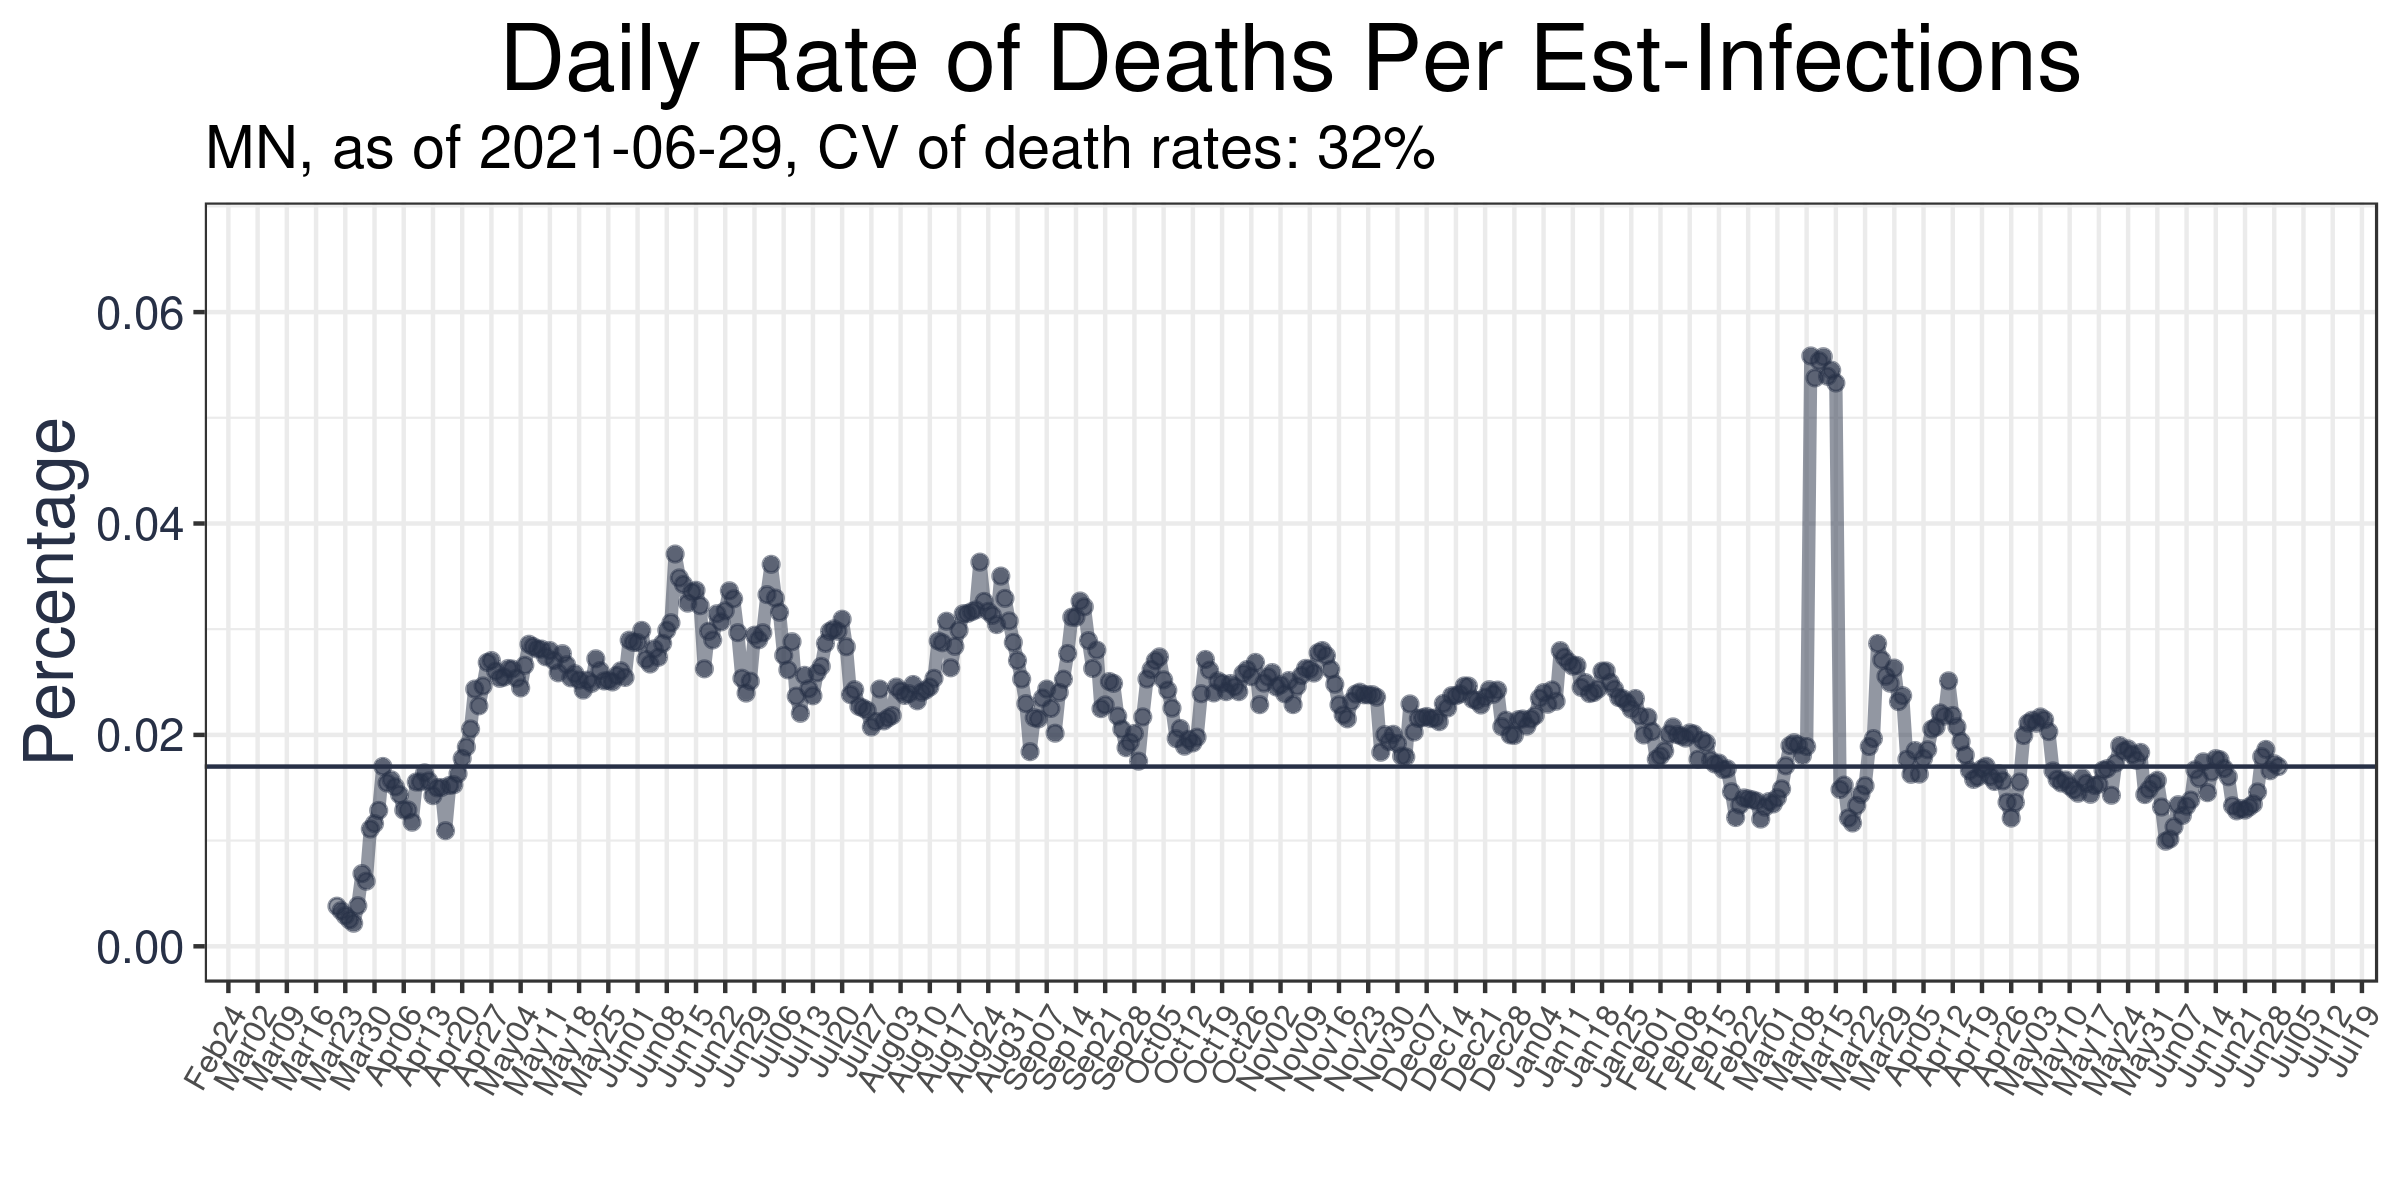 Daily Rate of Deaths Per Est-Infections
MN, as of 2021-06-29, CV of death rates: 32%
Percentage
0.06
0.04
0.02
0.00
Feb24
Mar02
Mar09
Mar16
Mar23
Mar30
Apr06
Apr13
Apr20
Apr27
May04
May11
May18
May25
Jun01
Jun08
Jun15
Jun22
Jun29
Jul06
Jul13
Jul20
Jul27
Aug03
Aug10
Aug17
Aug24
Aug31
Sep07
Sep14
Sep21
Sep28
Oct05
Oct12
Oct19
Oct26
Nov02
Nov09
Nov16
Nov23
Nov30
Dec07
Dec14
Dec21
Dec28
Jan04
Jan11
Jan18
Jan25
Feb01
Feb08
Feb15
Feb22
Mar01
Mar08
Mar15
Mar22
Mar29
Apr05
Apr12
Apr19
Apr26
May03
May10
May17
May24
May31
Jun07
Jun14
Jun21
Jun28
Jul05
Jul12
Jul19